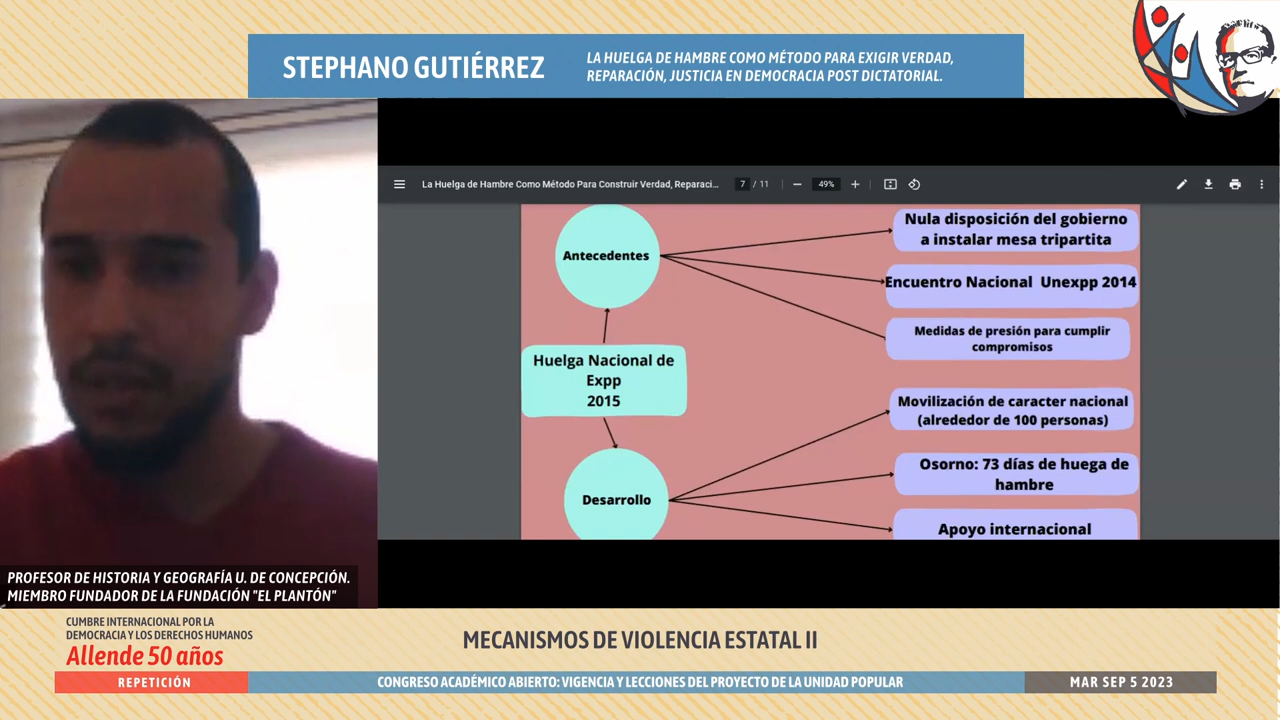 STEPHANO GUTIÉRREZ
LA HUELGA DE HAMBRE COMO MÉTODO PARA EXIGIR VERDAD,
REPARACIÓN, JUSTICIA EN DEMOCRACIA POST DICTATORIAL.
La Huelga de Hambre Como Método Para Construir Verdad, Reparaci...
7 / 11
49%
Antecedentes
Nula disposición del gobierno
a instalar mesa tripartita
Encuentro Nacional Unexpp 2014
Medidas de presión para cumplir
compromisos
Huelga Nacional de
Expp
2015
Movilización de caracter nacional
(alrededor de 100 personas)
Desarrollo
Osorno: 73 días de huega de
hambre
Apoyo internacional
PROFESOR DE HISTORIA Y GEOGRAFÍA U. DE CONCEPCIÓN.
MIEMBRO FUNDADOR DE LA FUNDACIÓN "EL PLANTÓN"
CUMBRE INTERNACIONAL POR LA
DEMOCRACIA Y LOS DERECHOS HUMANOS
Allende 50 años
MECANISMOS DE VIOLENCIA ESTATAL II
REPETICIÓN
CONGRESO ACADÉMICO ABIERTO: VIGENCIA Y LECCIONES DEL PROYECTO DE LA UNIDAD POPULAR
MAR SEP 5 2023